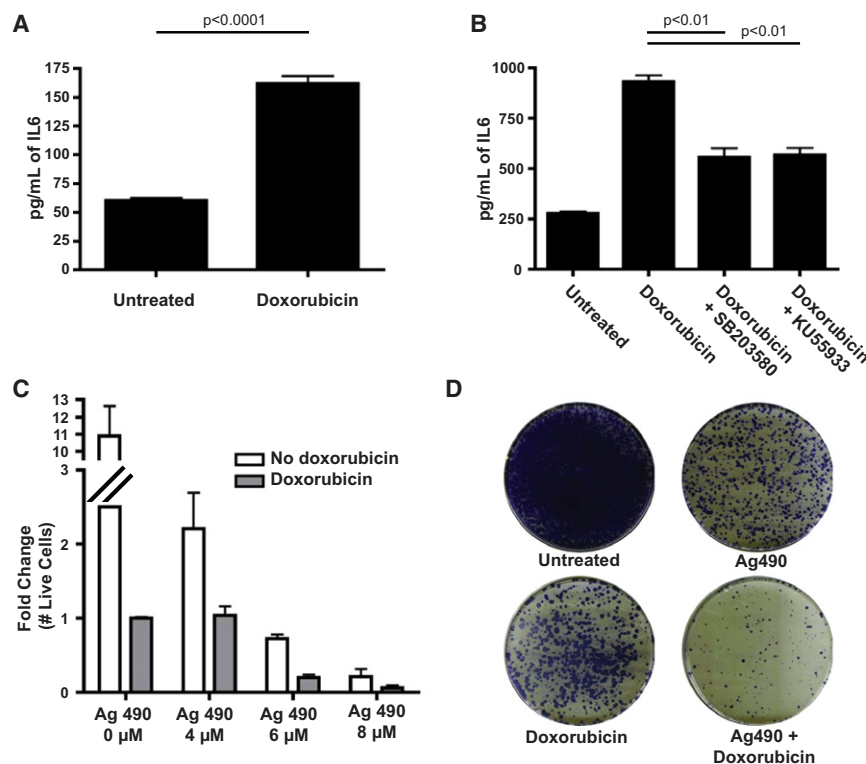 A
p<0.0001
175
150
125
100
75
50
25
0
pg/mL of IL6
Untreated
Doxorubicin
B
p<0.01
p<0.01
1000
750
500
250
0
pg/mL of IL6
Untreated
Doxorubicin
Doxorubicin
+ SB203580
Doxorubicin
+ KU55933
C
13
12
11
10
3
2
1
0
Fold Change
(# Live Cells)
No doxorubicin
Doxorubicin
Ag 490
0 µM
Ag 490
4 µM
Ag 490
6 µM
Ag 490
8 µM
D
Untreated
Ag490
Doxorubicin
Ag490 +
Doxorubicin